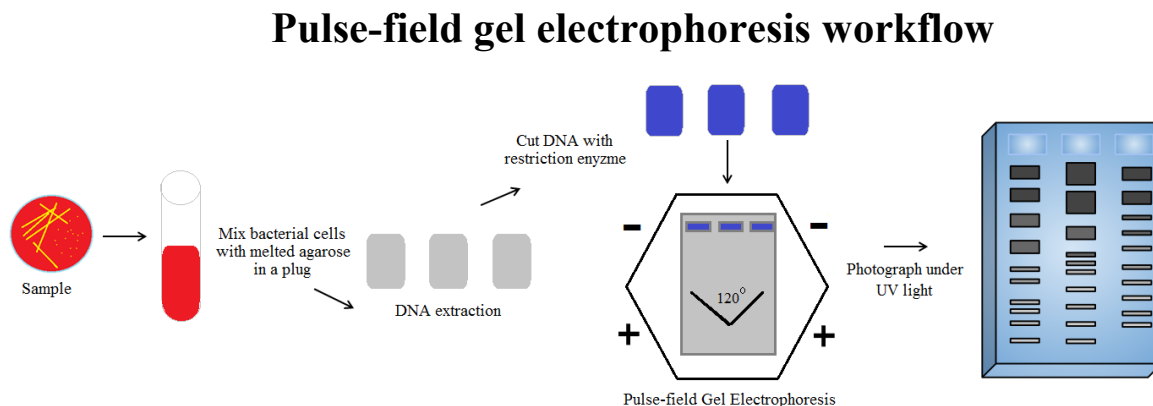 Pulse-field gel electrophoresis workflow
Sample
Mix bacterial cells
with melted agarose
in a plug
DNA extraction
Cut DNA with
restriction enyzme
-
-
120°
+
+
Pulse-field Gel Electrophoresis
Photograph under
UV light